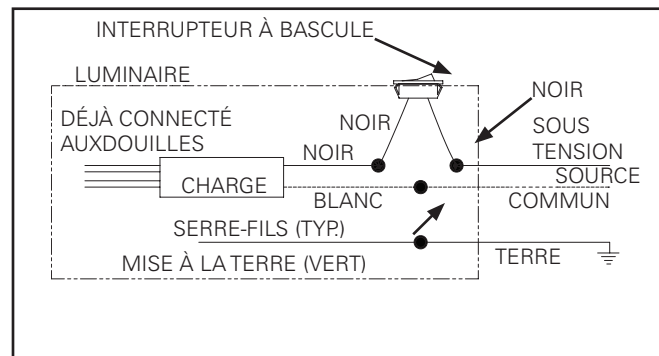 INTERRUPTEUR À BASCULE
LUMINAIRE
NOIR
DÉJÀ CONNECTÉ
AUXDOUILLES
NOIR
SOUS
TENSION
NOIR
SOURCE
CHARGE
BLANC
COMMUN
SERRE-FILS (TYP.)
TERRE
MISE À LA TERRE (VERT)